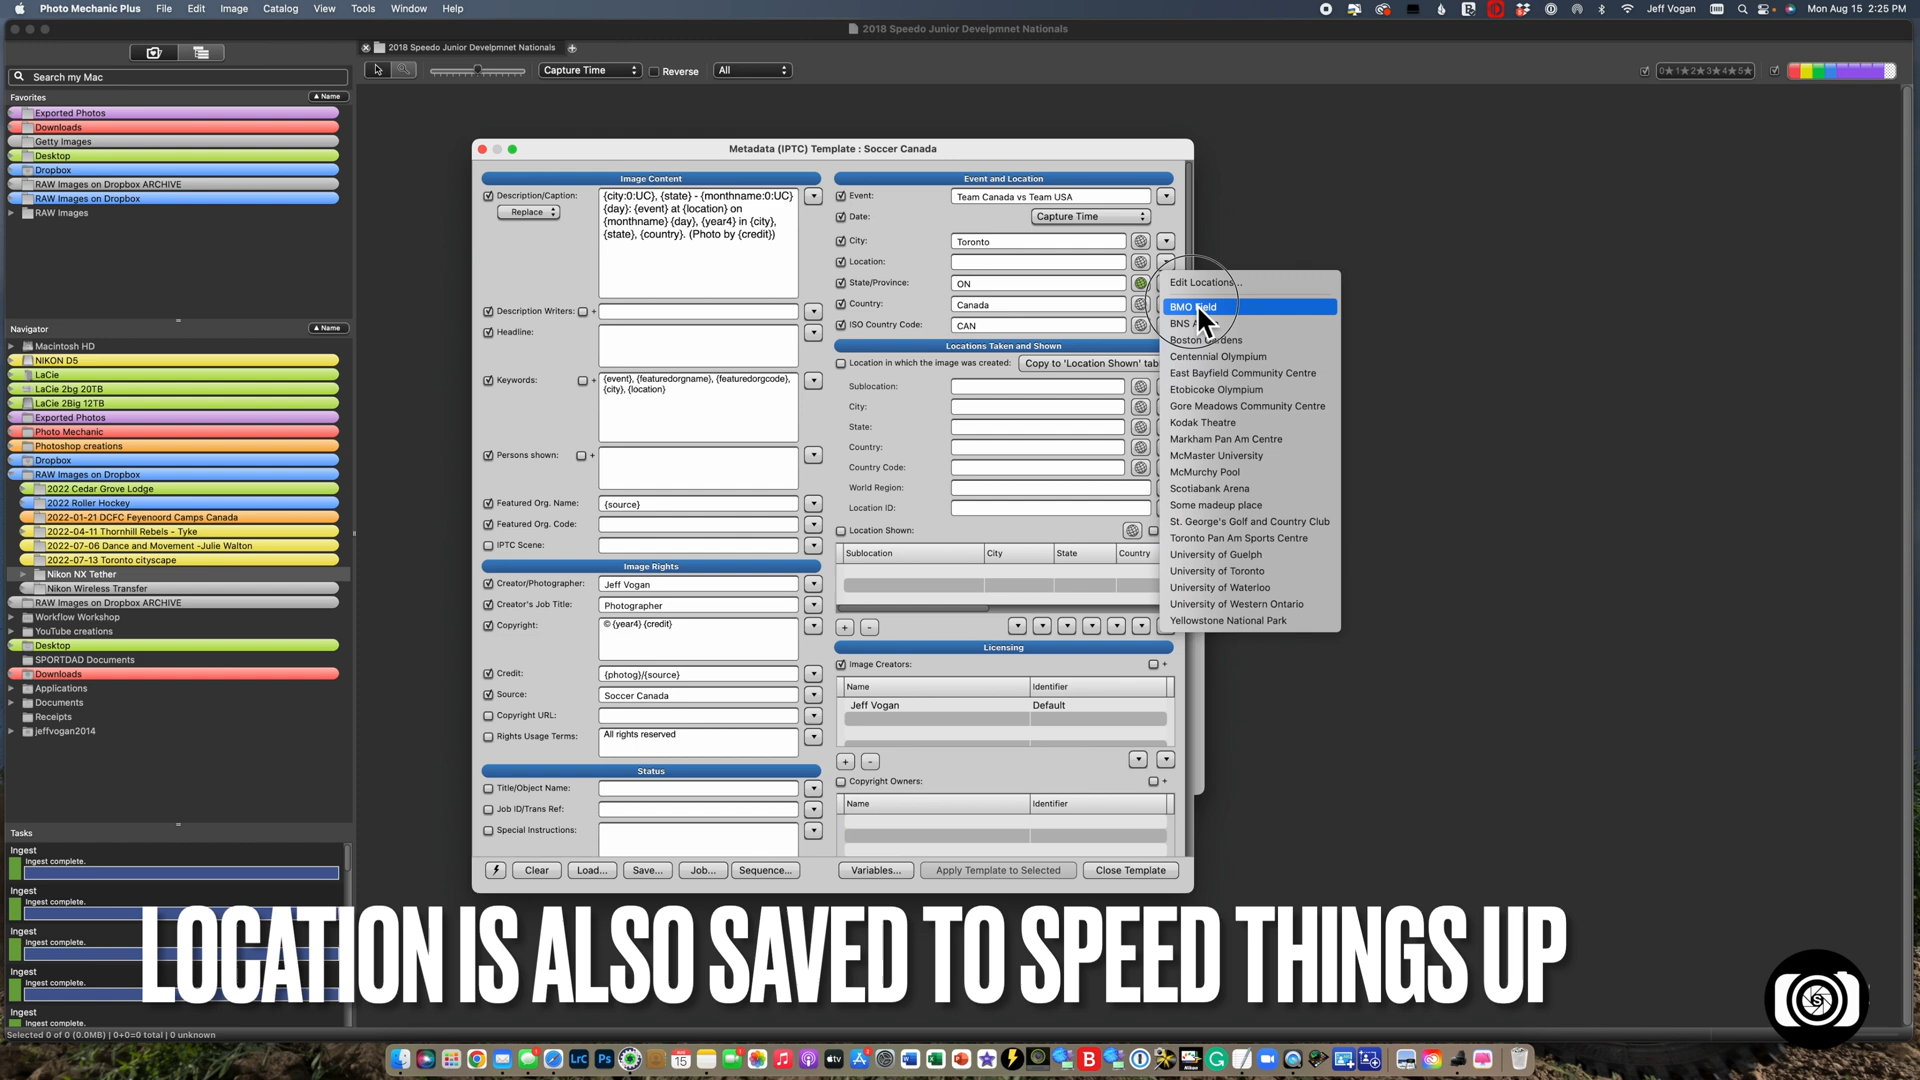 Photo Mechanic Plus File Edit Image Catalog View Tools Window Help
Jeff Vogan Mon Aug 15 2:25 PM
2018 Speedo Junior Develpmnet Nationals
2018 Speedo Junior Develpmnet Nationals
Search my Mac
Capture Time
Reverse
All
0★1★2★3★4★5★
Favorites
Name
Exported Photos
Downloads
Getty Images
Desktop
Dropbox
RAW Images on Dropbox ARCHIVE
RAW Images on Dropbox
RAW Images
Navigator
Name
Macintosh HD
NIKON D5
LaCie
LaCie 2bg 20TB
LaCie 2Big 12TB
Exported Photos
Photo Mechanic
Photoshop creations
Dropbox
RAW Images on Dropbox
2022 Cedar Grove Lodge
2022 Roller Hockey
2022-01-21 DCFC Feyenoord Camps Canada
2022-04-11 Thornhill Rebels - Tyke
2022-07-06 Dance and Movement -Julie Walton
2022-07-13 Toronto cityscape
Nikon NX Tether
Nikon Wireless Transfer
RAW Images on Dropbox ARCHIVE
Workflow Workshop
YouTube creations
Desktop
SPORTDAD Documents
Downloads
Applications
Documents
Receipts
jeffvogan2014
Tasks
Ingest
Ingest complete.
Ingest
Ingest complete.
Ingest
Ingest complete.
Ingest
Ingest complete.
Ingest
Ingest complete.
Selected 0 of 0 (0.0MB) | 0+0=0 total | 0 unknown
Metadata (IPTC) Template : Soccer Canada
Image Content
Description/Caption:
Replace
{city:0:UC}, {state} - {monthname:0:UC}
{day}: {event} at {location} on
{monthname} {day}, {year4} in {city},
{state}, {country}. (Photo by {credit})
Description Writers: +
Headline:
Keywords: +
{event}, {featuredorgname}, {featuredorgcode},
{city}, {location}
Persons shown: +
Featured Org. Name: {source}
Featured Org. Code:
IPTC Scene:
Image Rights
Creator/Photographer: Jeff Vogan
Creator's Job Title: Photographer
Copyright: © {year4} {credit}
Credit: {photog}/{source}
Source: Soccer Canada
Copyright URL:
Rights Usage Terms: All rights reserved
Status
Title/Object Name:
Job ID/Trans Ref:
Special Instructions:
Event and Location
Event: Team Canada vs Team USA
Date: Capture Time
City: Toronto
Location:
State/Province: ON
Country: Canada
ISO Country Code: CAN
Locations Taken and Shown
Location in which the image was created: Copy to 'Location Shown' tabl
Sublocation:
City:
State:
Country:
Country Code:
World Region:
Location ID:
Location Shown:
Sublocation City State Country
+ -
Licensing
Image Creators: +
Name Identifier
Jeff Vogan Default
+ -
Copyright Owners: +
Name Identifier
Edit Locations...
BMO Field
BNS
Boston Gardens
Centennial Olympium
East Bayfield Community Centre
Etobicoke Olympium
Gore Meadows Community Centre
Kodak Theatre
Markham Pan Am Centre
McMaster University
McMurchy Pool
Scotiabank Arena
Some madeup place
St. George's Golf and Country Club
Toronto Pan Am Sports Centre
University of Guelph
University of Toronto
University of Waterloo
University of Western Ontario
Yellowstone National Park
Clear Load... Save... Job... Sequence... Variables... Apply Template to Selected Close Template
LOCATION IS ALSO SAVED TO SPEED THINGS UP